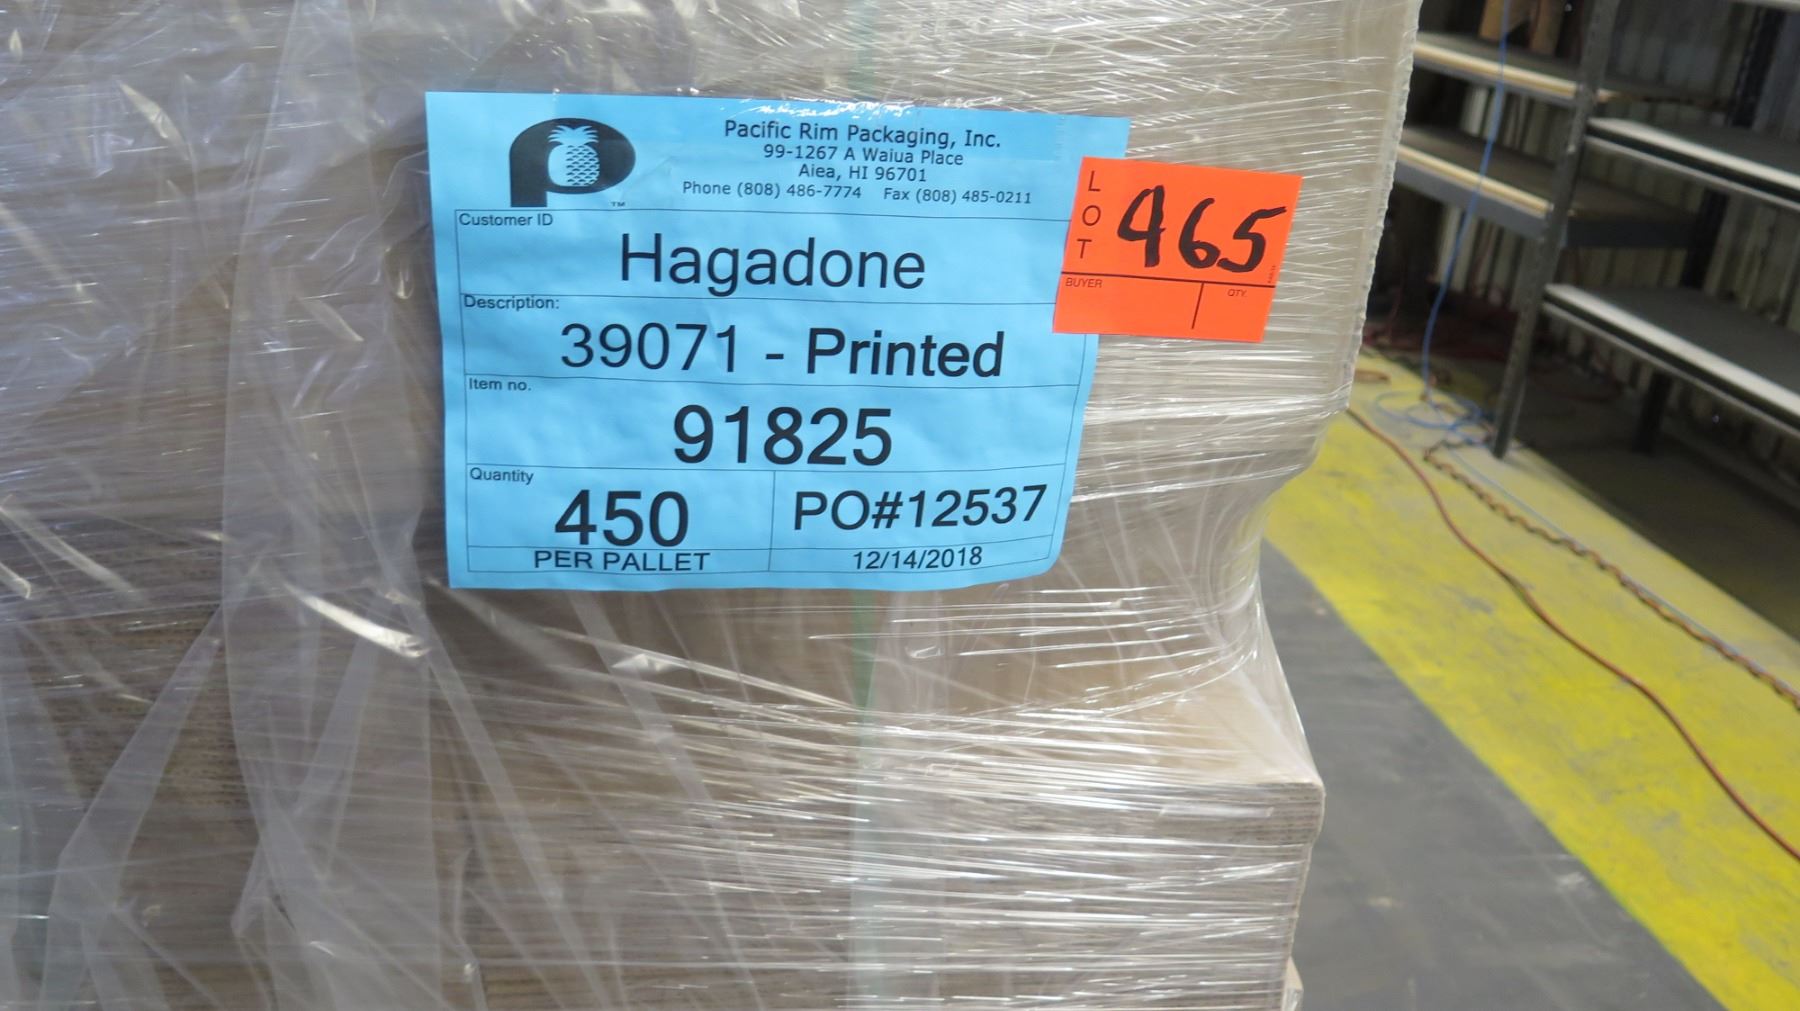 Pacific Rim Packaging, Inc.
99-1267 A Waiua Place
Aiea, HI 96701
Phone (808) 486-7774 Fax (808) 485-0211
TM
Customer ID
Hagadone
Description:
39071 - Printed
Item no.
91825
Quantity
450
PER PALLET
PO#12537
12/14/2018
LOT
465
BUYER
QTY.